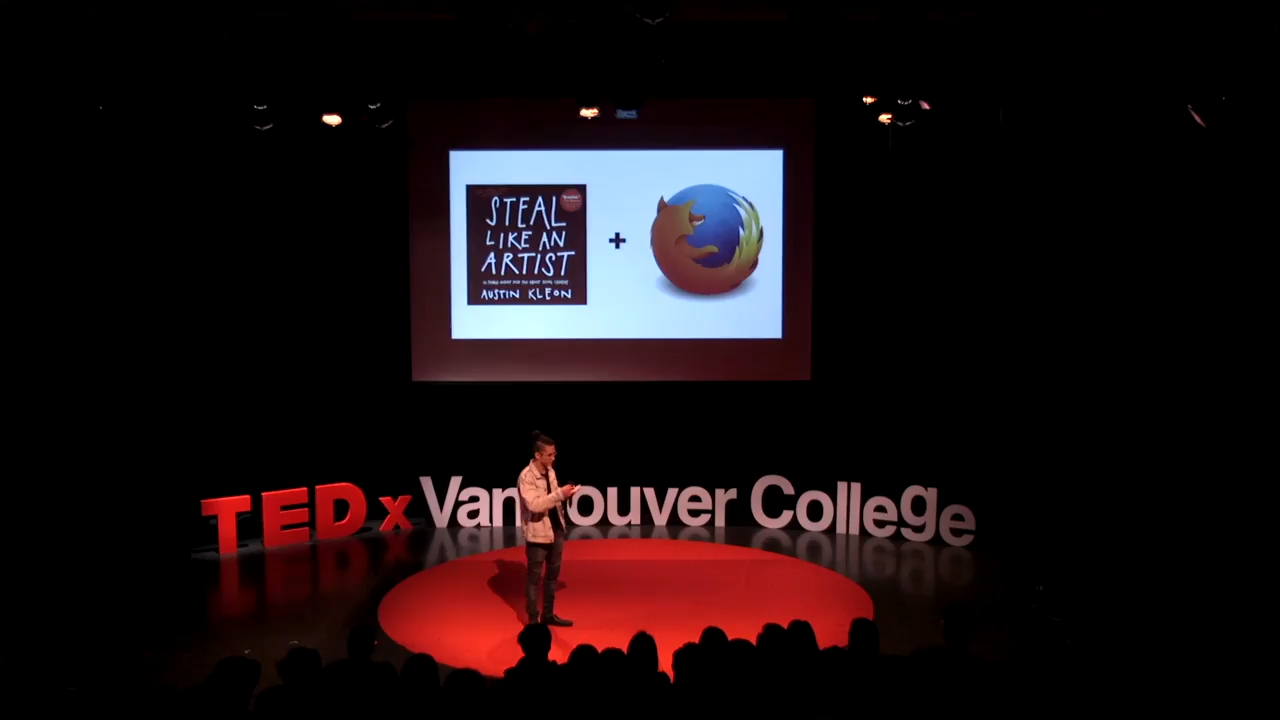 STEAL
LIKE AN
ARTIST
AUSTIN KLEON
+
TEDx Vancouver College